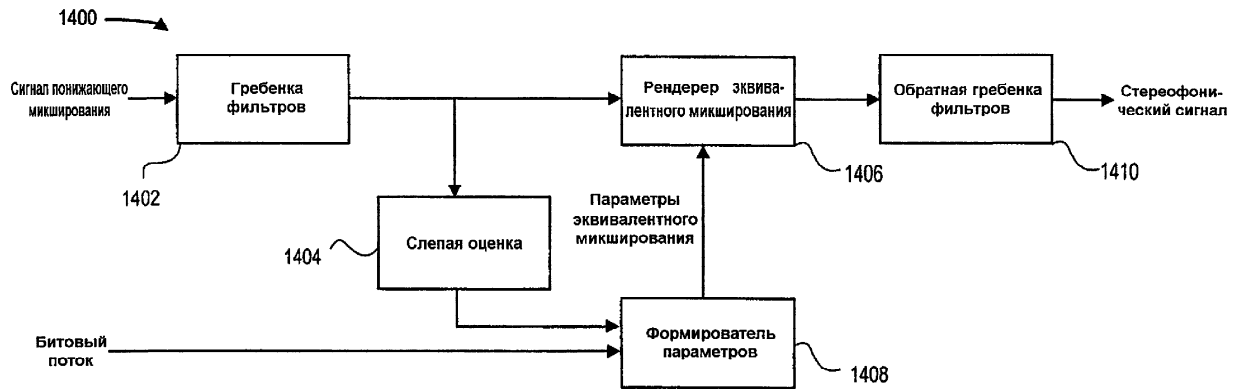 1400
Сигнал понижающего
микширования
Гребенка
фильтров
1402
Рендерер эквива-
лентного микширования
1406
Обратная гребенка
фильтров
1410
Стереофони-
ческий сигнал
Слепая оценка
1404
Параметры
эквивалентного
микширования
Битовый
поток
Формирователь
параметров
1408